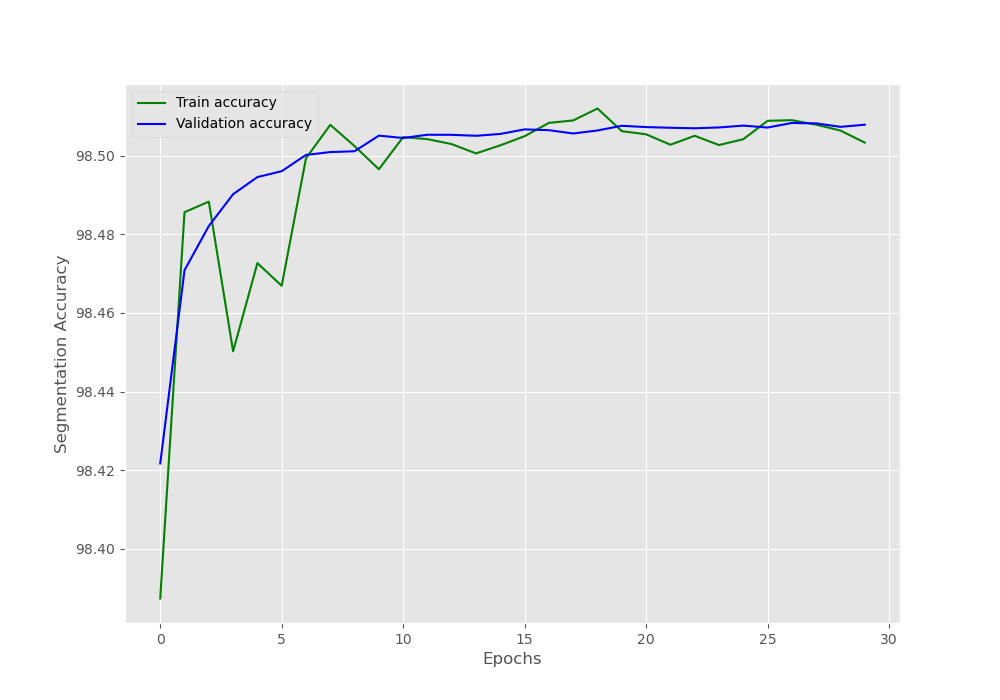 Train accuracy
Validation accuracy
98.50
98.48
98.46
98.44
98.42
98.40
Segmentation Accuracy
0 5 10 15 20 25 30
Epochs